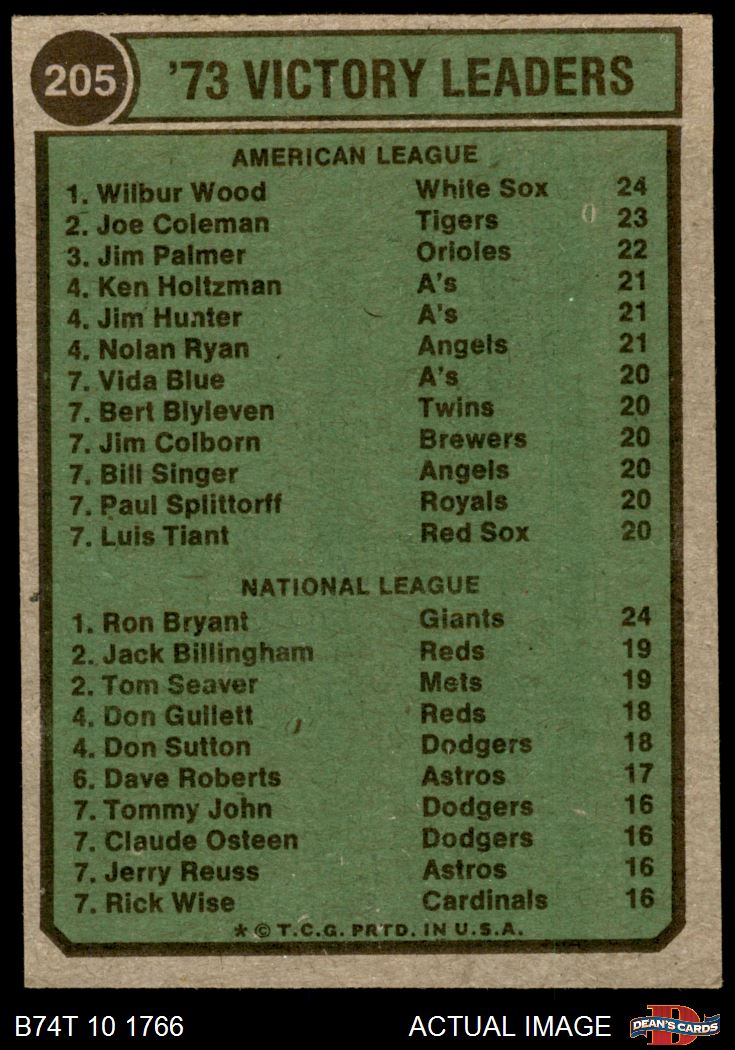 205 '73 VICTORY LEADERS
AMERICAN LEAGUE
1. Wilbur Wood White Sox 24
2. Joe Coleman Tigers 23
3. Jim Palmer Orioles 22
4. Ken Holtzman A's 21
4. Jim Hunter A's 21
4. Nolan Ryan Angels 21
7. Vida Blue A's 20
7. Bert Blyleven Twins 20
7. Jim Colborn Brewers 20
7. Bill Singer Angels 20
7. Paul Splittorff Royals 20
7. Luis Tiant Red Sox 20
NATIONAL LEAGUE
1. Ron Bryant Giants 24
2. Jack Billingham Reds 19
2. Tom Seaver Mets 19
4. Don Gullett Reds 18
4. Don Sutton Dodgers 18
6. Dave Roberts Astros 17
7. Tommy John Dodgers 16
7. Claude Osteen Dodgers 16
7. Jerry Reuss Astros 16
7. Rick Wise Cardinals 16
* © T.C.G. PRTD. IN U.S.A.
B74T 10 1766 ACTUAL IMAGE D DEAN'S CARDS